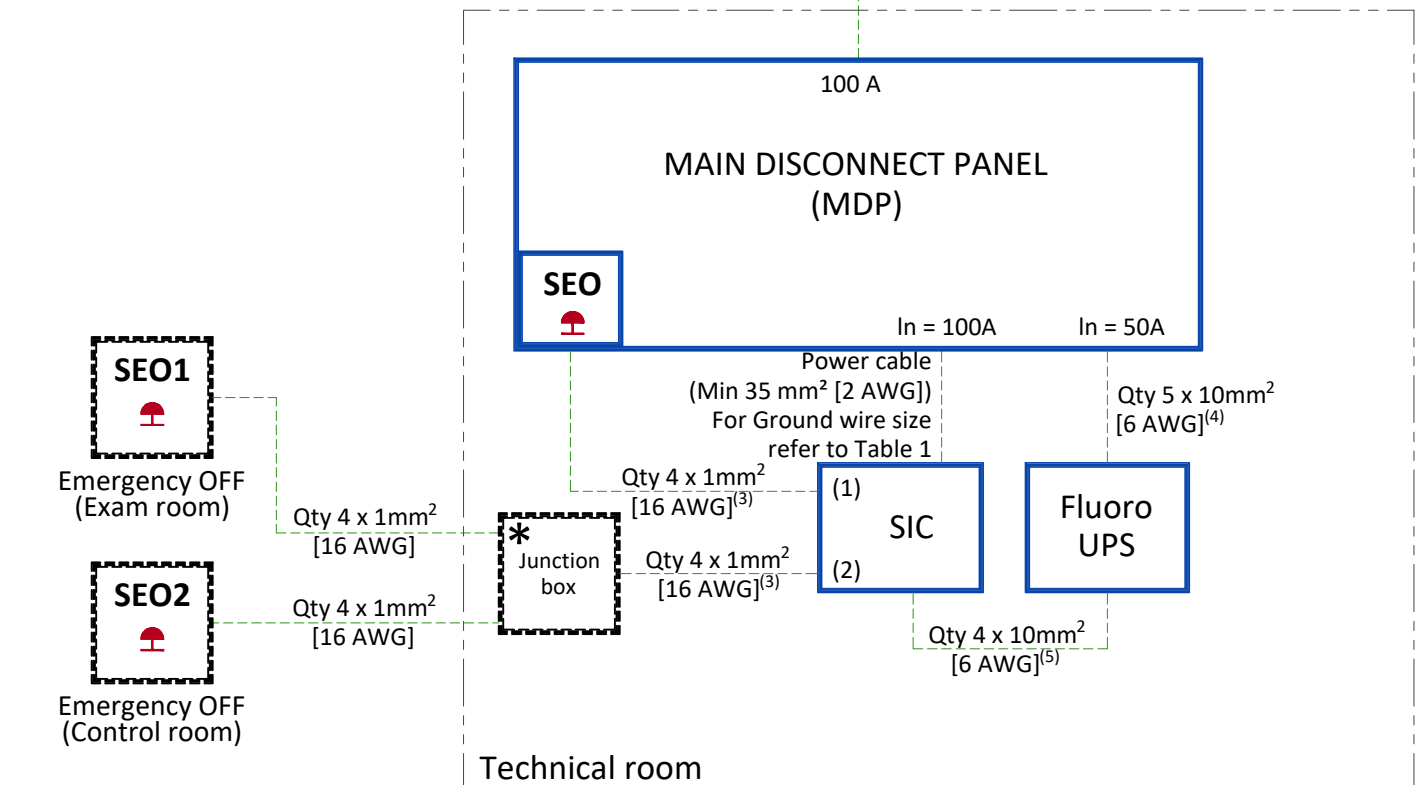 100 A
MAIN DISCONNECT PANEL
(MDP)
SEO
In = 100A
In = 50A
Power cable
(Min 35 mm² [2 AWG])
For Ground wire size
refer to Table 1
Qty 5 x 10mm²
[6 AWG]⁽⁴⁾
SEO1
Emergency OFF
(Exam room)
Qty 4 x 1mm²
[16 AWG]
Qty 4 x 1mm²
[16 AWG]⁽³⁾
(1)
SIC
(2)
Fluoro
UPS
*
Junction
box
Qty 4 x 1mm²
[16 AWG]⁽³⁾
SEO2
Emergency OFF
(Control room)
Qty 4 x 1mm²
[16 AWG]
Qty 4 x 10mm²
[6 AWG]⁽⁵⁾
Technical room